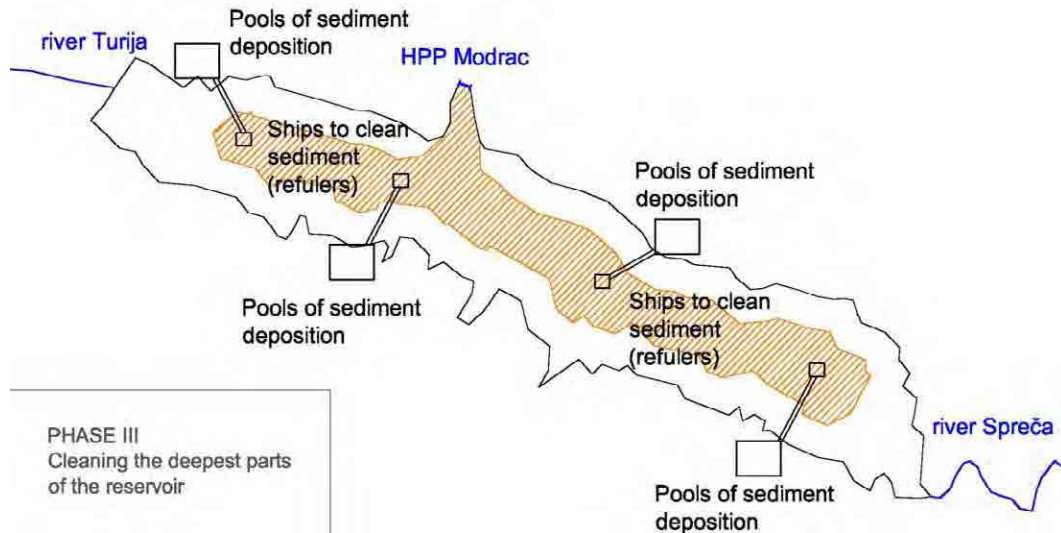 Pools of sediment
deposition
river Turija
HPP Modrac
Ships to clean
sediment
(refulers)
Pools of sediment
deposition
Pools of sediment
deposition
Ships to clean
sediment
(refulers)
river Spreča
Pools of sediment
deposition
PHASE III
Cleaning the deepest parts
of the reservoir